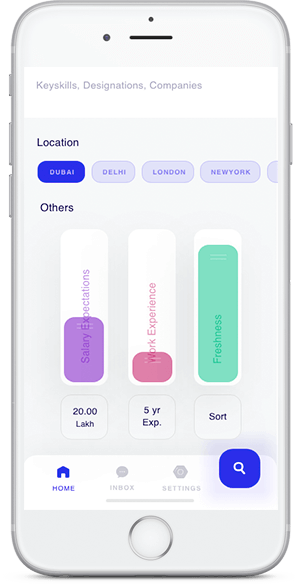 Keyskills, Designations, Companies
Location
DUBAI
DELHI
LONDON
NEWYORK
Others
Salary Expectations
Work Experience
Freshness
20.00
Lakh
5 yr
Exp.
Sort
HOME
INBOX
SETTINGS